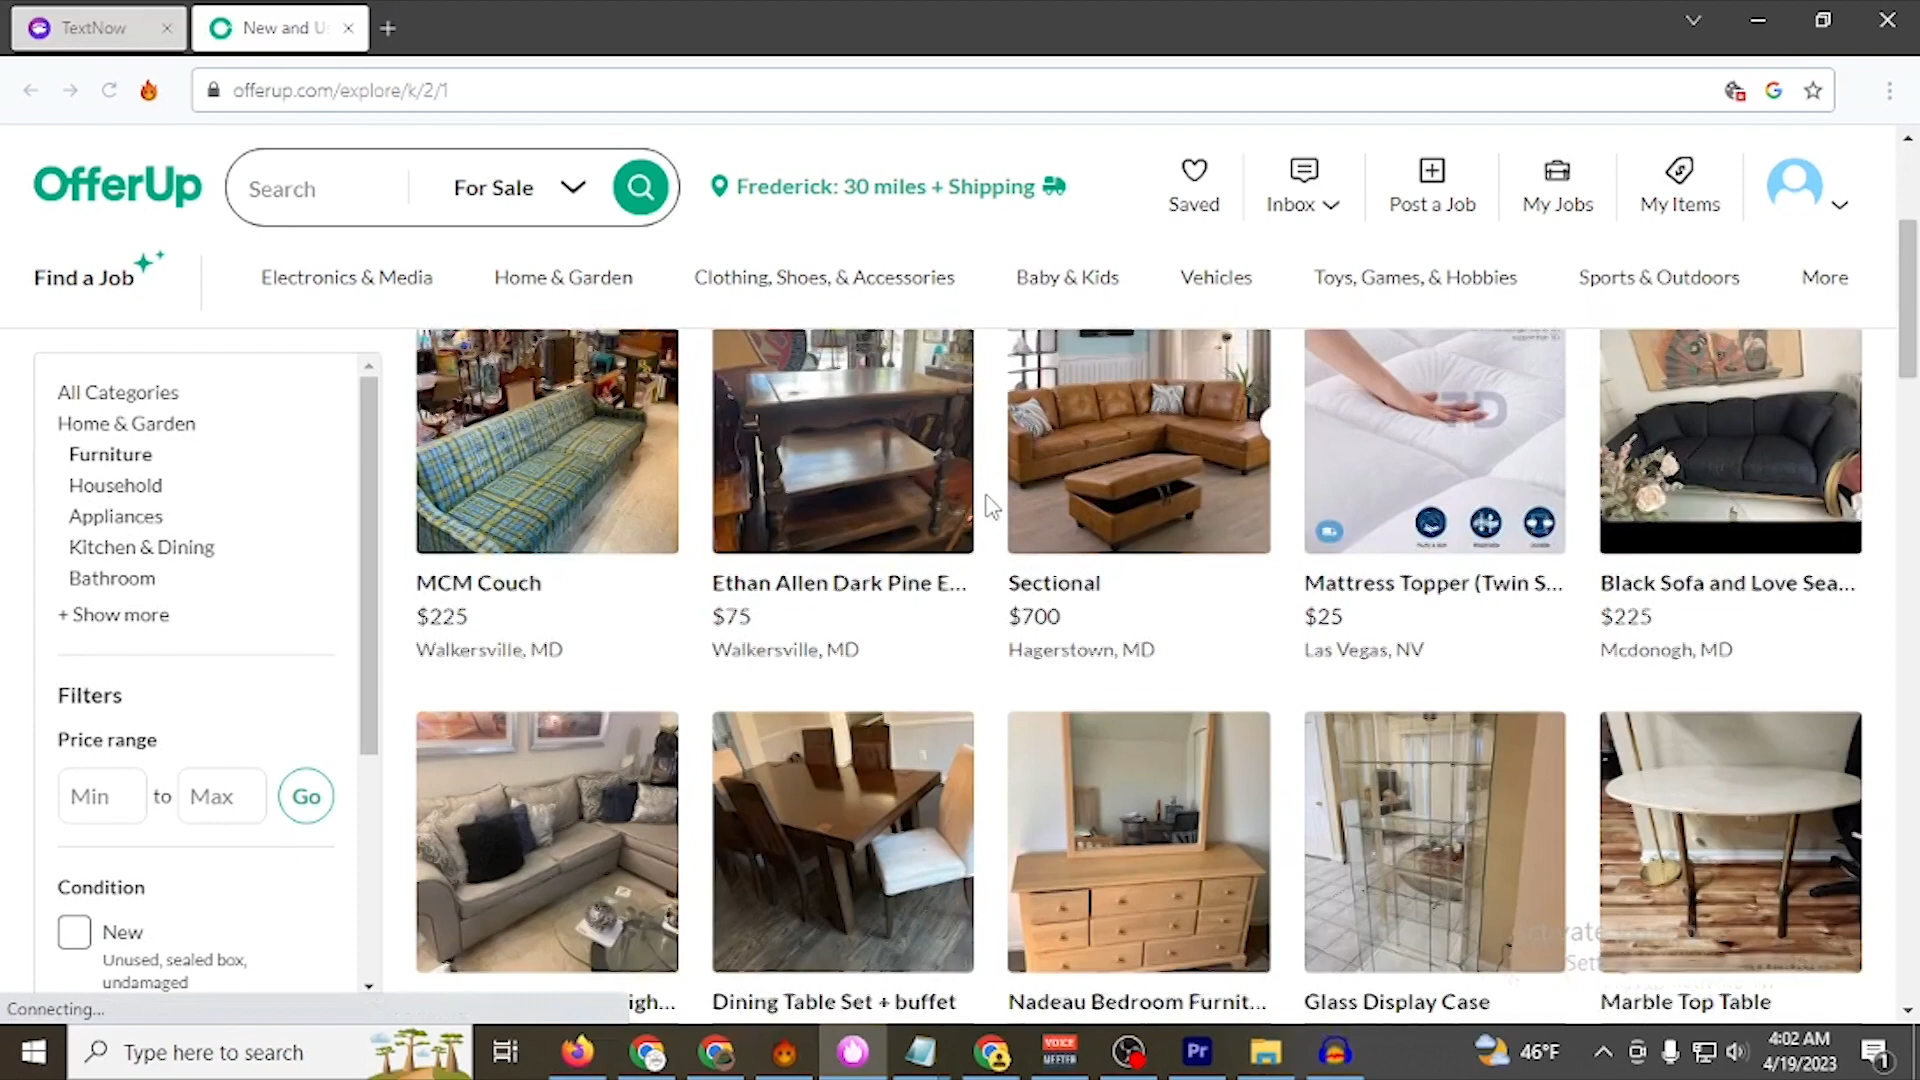 TextNow
New and U
offerup.com/explore/k/2/1
OfferUp
Search
For Sale
Frederick: 30 miles + Shipping
Saved
Inbox
Post a Job
My Jobs
My Items
Find a Job
Electronics & Media
Home & Garden
Clothing, Shoes, & Accessories
Baby & Kids
Vehicles
Toys, Games, & Hobbies
Sports & Outdoors
More
All Categories
Home & Garden
Furniture
Household
Appliances
Kitchen & Dining
Bathroom
+ Show more
Filters
Price range
Min to Max Go
Condition
New
Unused, sealed box,
undamaged
3D
MCM Couch
$225
Walkersville, MD
Ethan Allen Dark Pine E...
$75
Walkersville, MD
Sectional
$700
Hagerstown, MD
Mattress Topper (Twin S...
$25
Las Vegas, NV
Black Sofa and Love Sea...
$225
Mcdonogh, MD
igh...
Dining Table Set + buffet
Nadeau Bedroom Furnit...
Glass Display Case
Marble Top Table
Connecting...
Type here to search
VOICE
MEETER
Pr
46°F
4:02 AM
4/19/2023
1